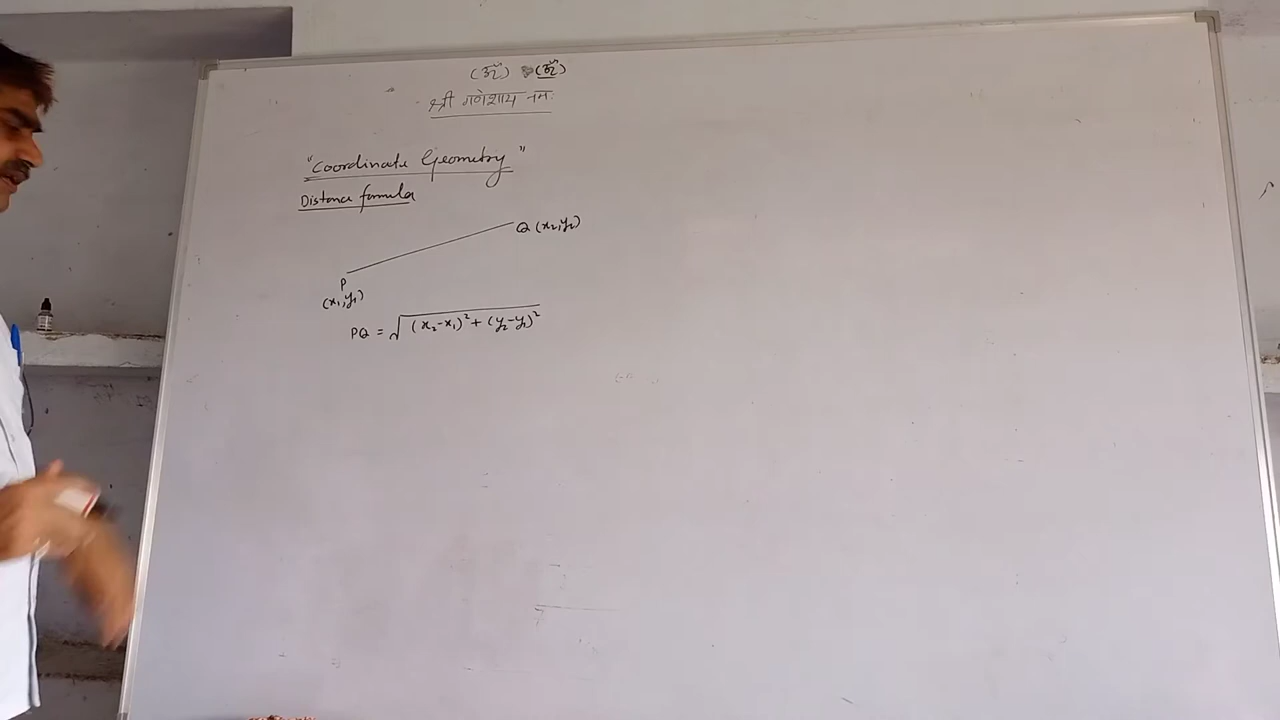 (ॐ) (ॐ)
श्री गणेशाय नमः
"Coordinate Geometry"
Distance formula
Q (x₂, y₂)
P
(x₁, y₁)
PQ = √((x₂-x₁)² + (y₂-y₁)²)